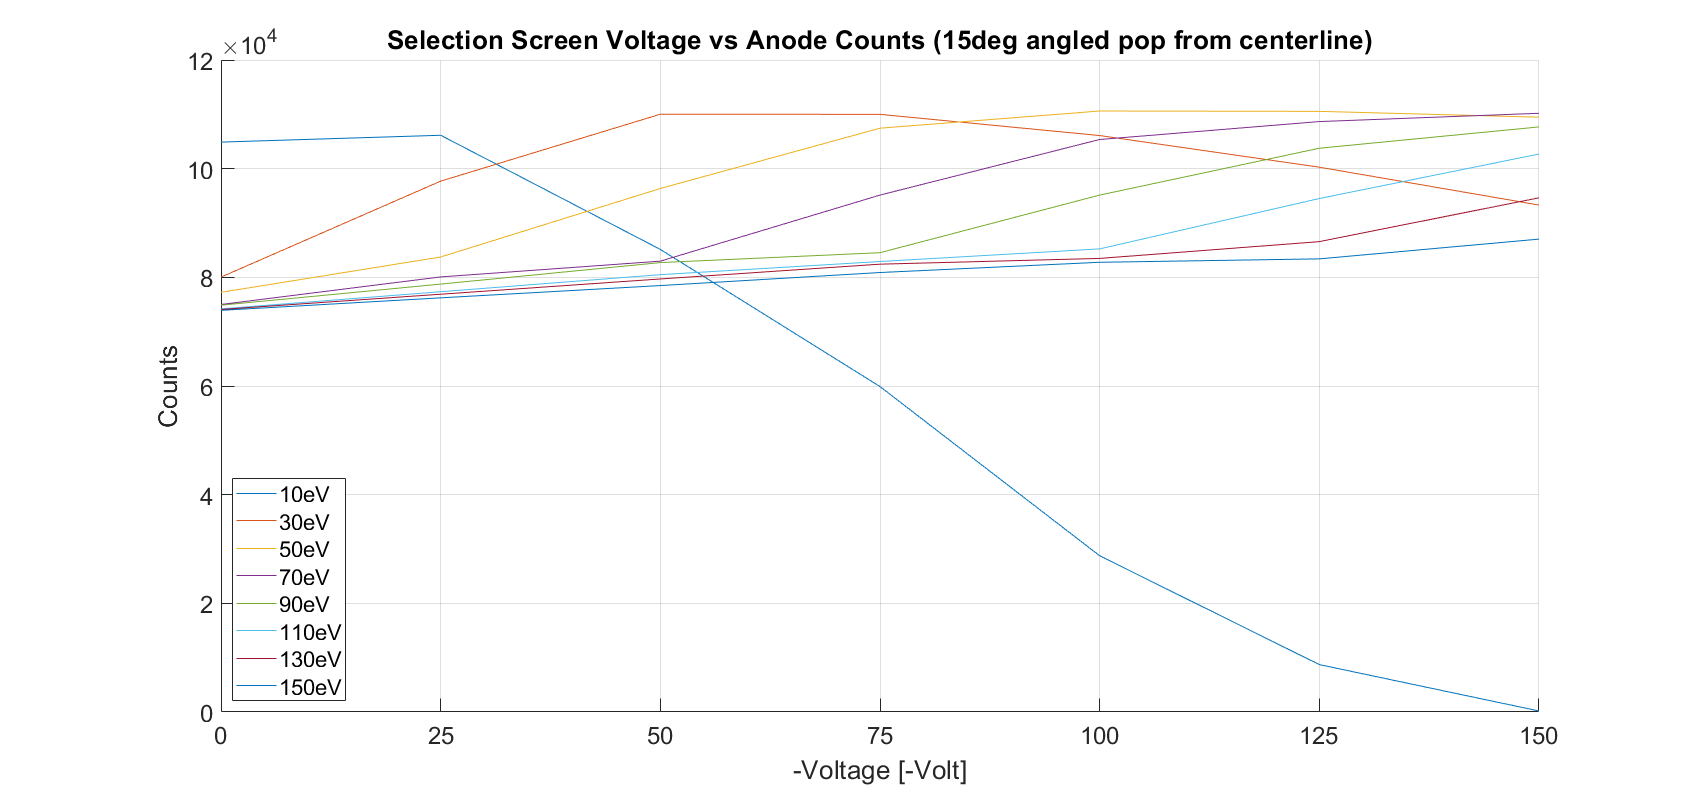 Selection Screen Voltage vs Anode Counts (15deg angled pop from centerline)
×10^4
12
10
8
6
4
2
0
Counts
10eV
30eV
50eV
70eV
90eV
110eV
130eV
150eV
0 25 50 75 100 125 150
-Voltage [-Volt]